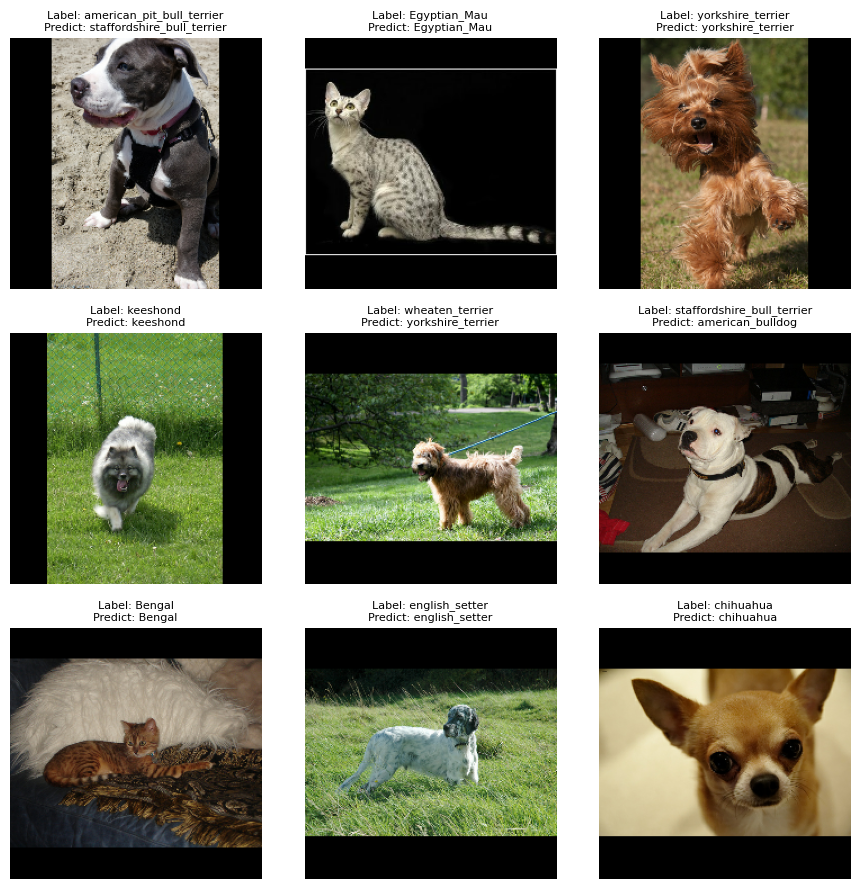 Label: american_pit_bull_terrier
Predict: staffordshire_bull_terrier
Label: Egyptian_Mau
Predict: Egyptian_Mau
Label: yorkshire_terrier
Predict: yorkshire_terrier
Label: keeshond
Predict: keeshond
Label: wheaten_terrier
Predict: yorkshire_terrier
Label: staffordshire_bull_terrier
Predict: american_bulldog
Label: Bengal
Predict: Bengal
Label: english_setter
Predict: english_setter
Label: chihuahua
Predict: chihuahua